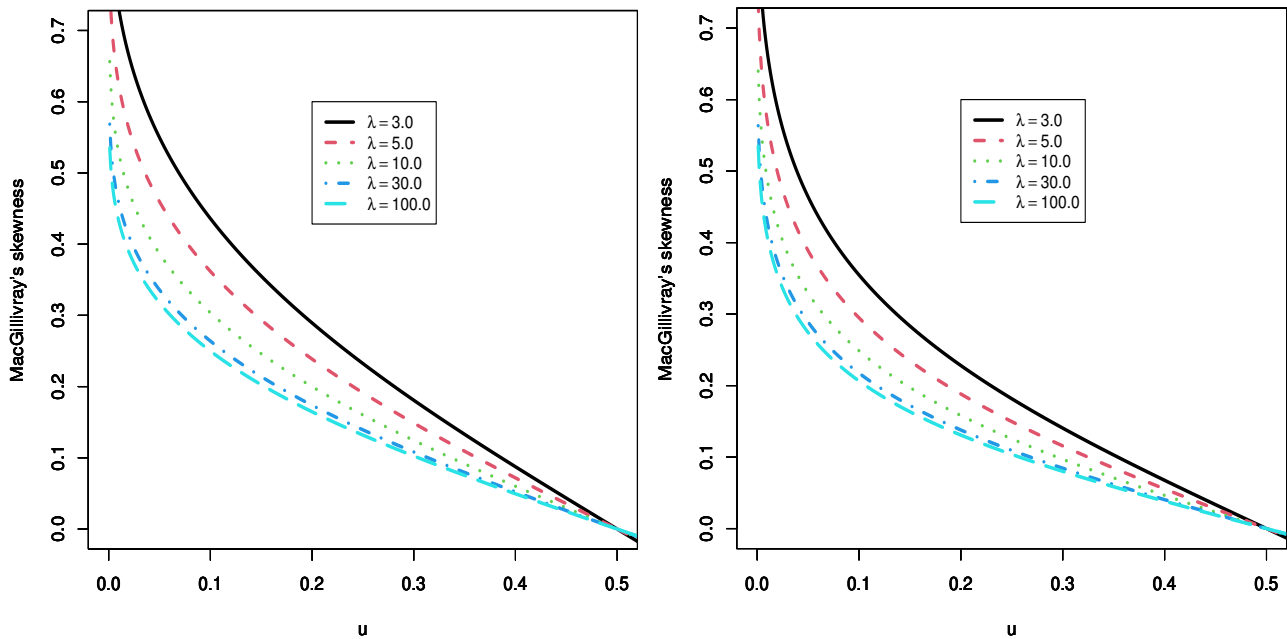 MacGillivray's skewness
0.7
0.6
0.5
0.4
0.3
0.2
0.1
0.0
λ = 3.0
λ = 5.0
λ = 10.0
λ = 30.0
λ = 100.0
0.0 0.1 0.2 0.3 0.4 0.5
u
MacGillivray's skewness
0.7
0.6
0.5
0.4
0.3
0.2
0.1
0.0
λ = 3.0
λ = 5.0
λ = 10.0
λ = 30.0
λ = 100.0
0.0 0.1 0.2 0.3 0.4 0.5
u